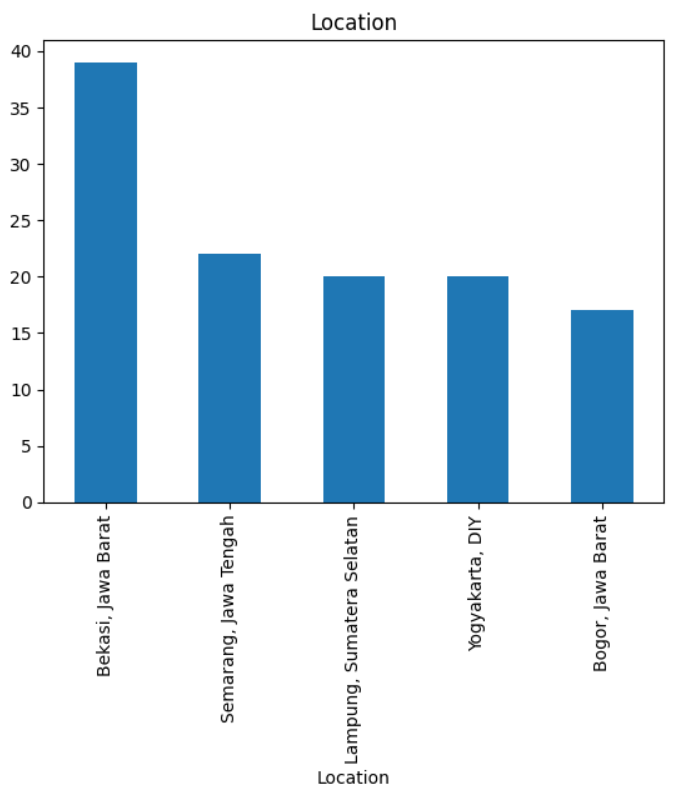 Location
40
35
30
25
20
15
10
5
0
Bekasi, Jawa Barat
Semarang, Jawa Tengah
Lampung, Sumatera Selatan
Yogyakarta, DIY
Bogor, Jawa Barat
Location